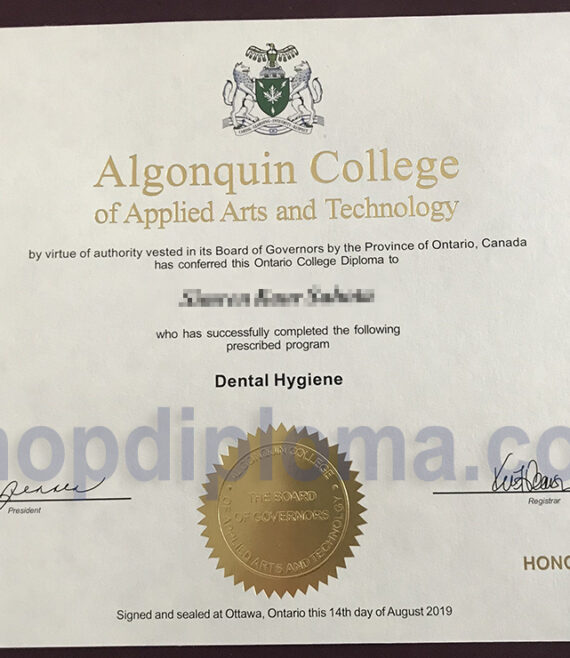 Algonquin College
of Applied Arts and Technology
by virtue of authority vested in its Board of Governors by the Province of Ontario, Canada
has conferred this Ontario College Diploma to
who has successfully completed the following
prescribed program
Dental Hygiene
hopdiploma.co
President
Registrar
ALGONQUIN COLLEGE
THE BOARD
OF GOVERNORS
OF APPLIED ARTS AND TECHNOLOGY
HONO
Signed and sealed at Ottawa, Ontario this 14th day of August 2019